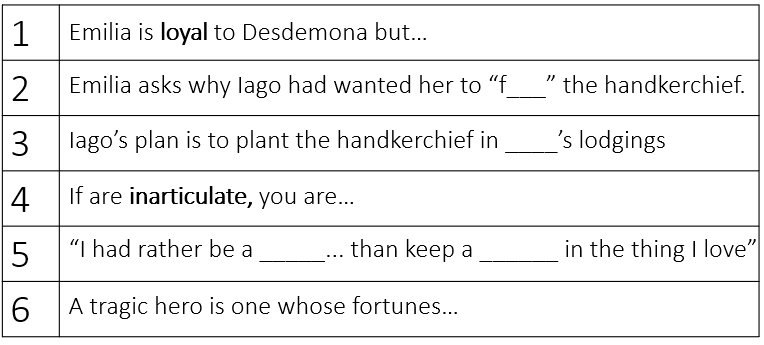 1 Emilia is loyal to Desdemona but…
2 Emilia asks why Iago had wanted her to “f___” the handkerchief.
3 Iago’s plan is to plant the handkerchief in ____’s lodgings
4 If are inarticulate, you are…
5 “I had rather be a _____... than keep a ______ in the thing I love”
6 A tragic hero is one whose fortunes…